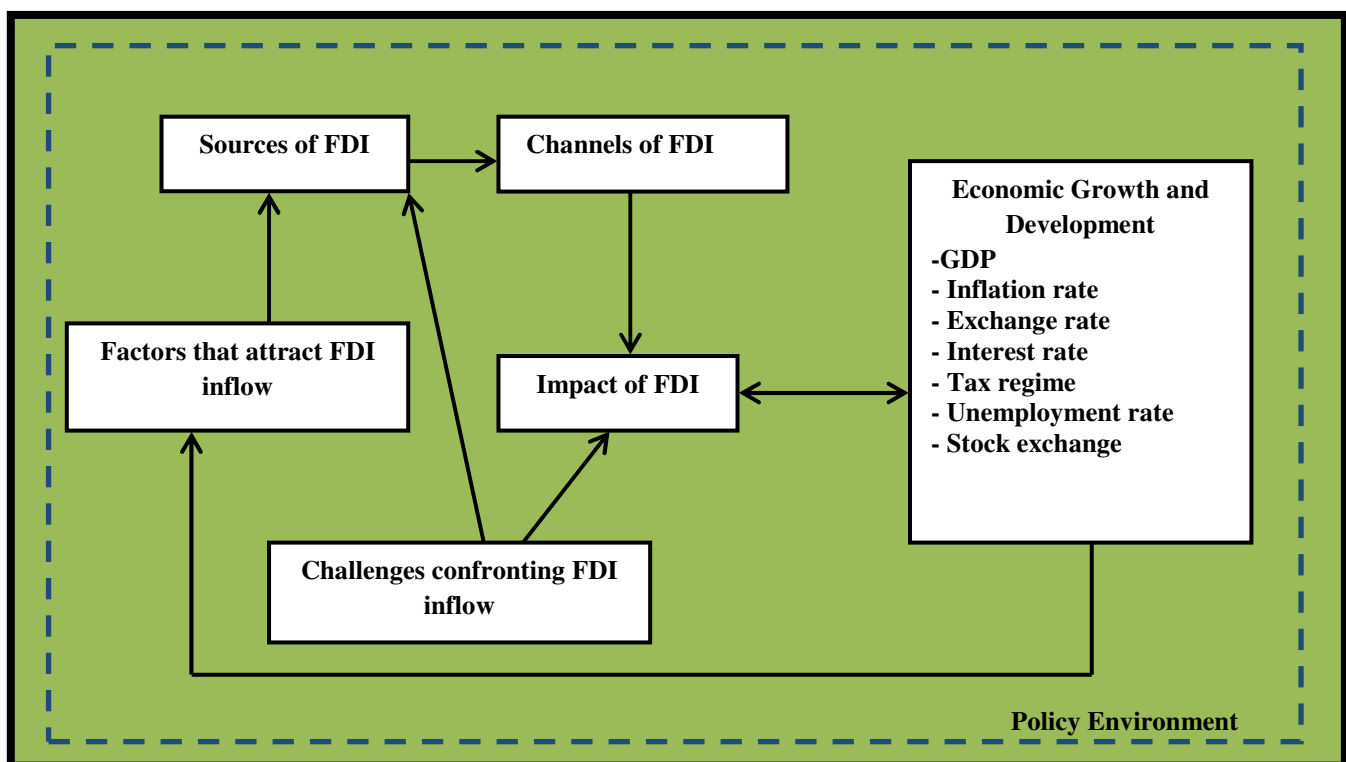 Sources of FDI
Channels of FDI
Economic Growth and
Development
-GDP
- Inflation rate
- Exchange rate
- Interest rate
- Tax regime
- Unemployment rate
- Stock exchange
Factors that attract FDI
inflow
Impact of FDI
Challenges confronting FDI
inflow
Policy Environment